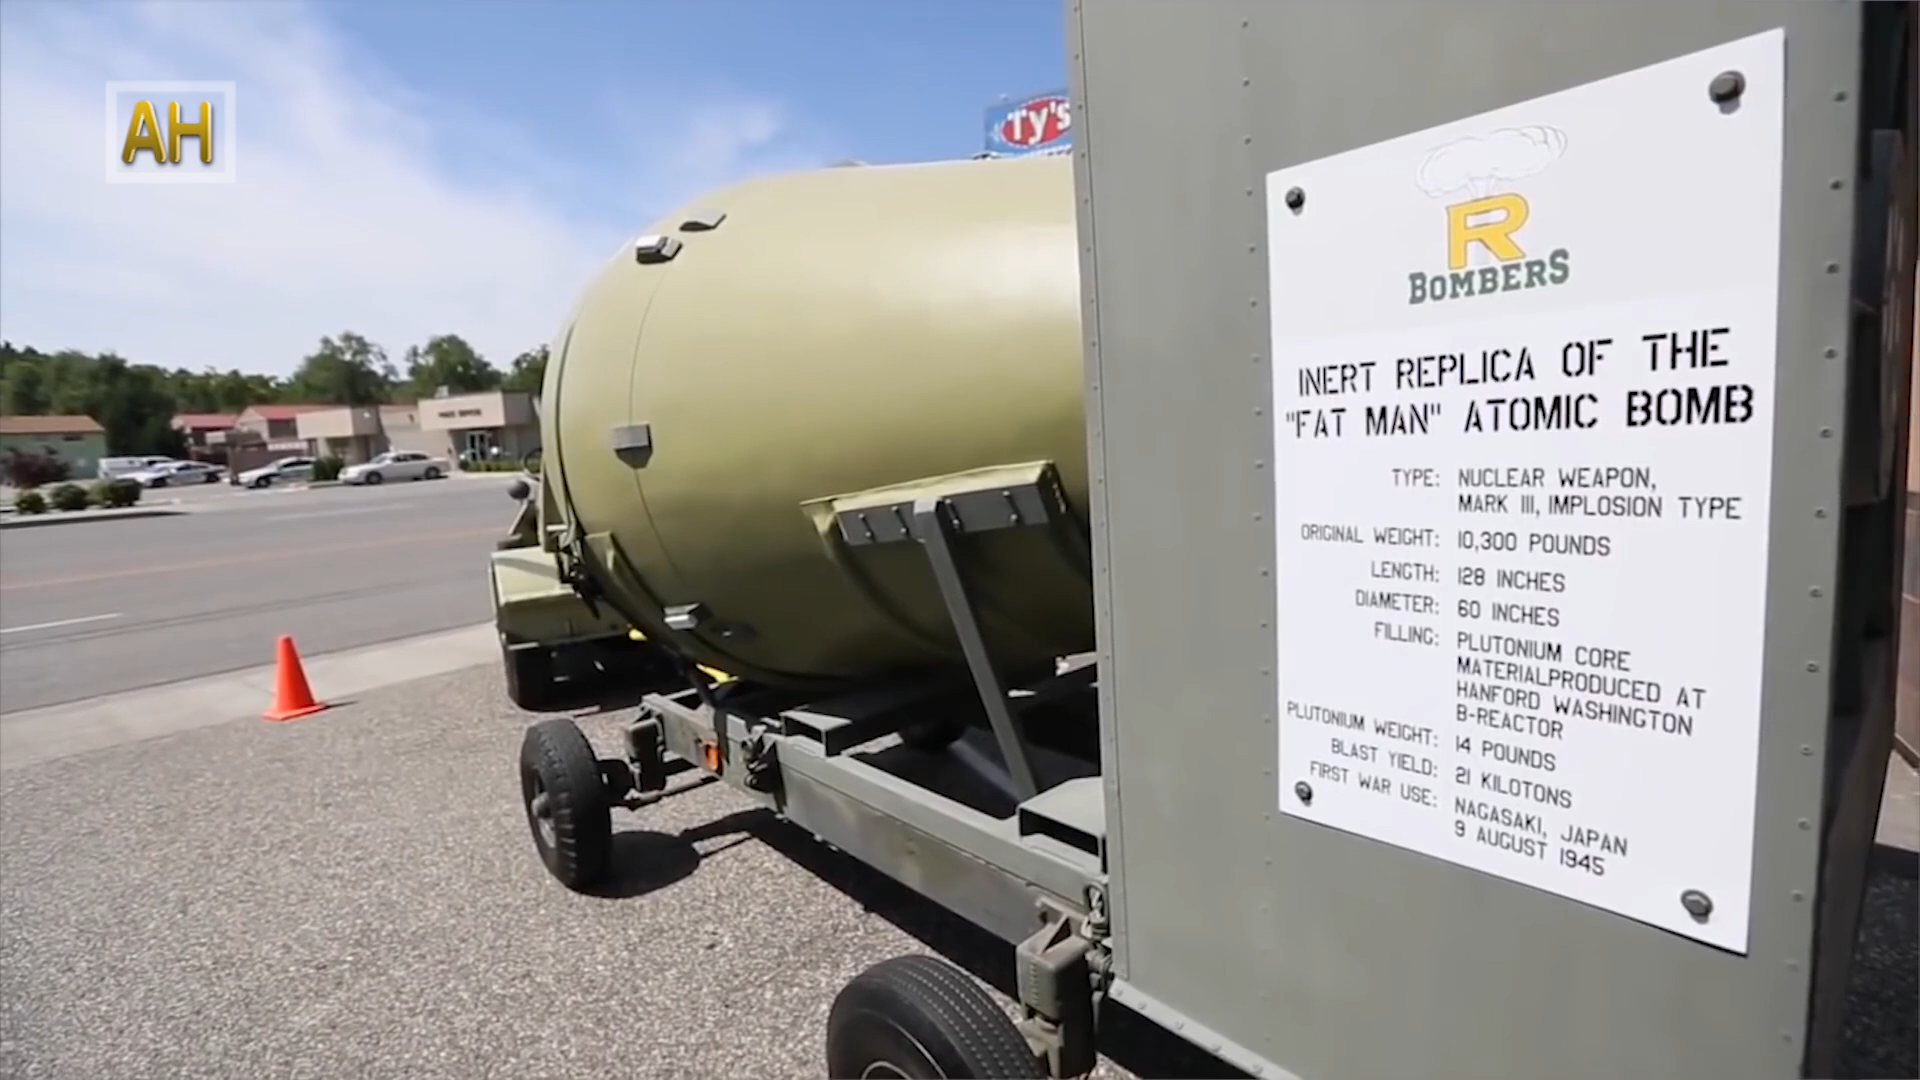 AH
Ty's
R
BOMBERS
INERT REPLICA OF THE
"FAT MAN" ATOMIC BOMB
TYPE: NUCLEAR WEAPON,
MARK III, IMPLOSION TYPE
ORIGINAL WEIGHT: 10,300 POUNDS
LENGTH: 128 INCHES
DIAMETER: 60 INCHES
FILLING: PLUTONIUM CORE
MATERIALPRODUCED AT
HANFORD WASHINGTON
B-REACTOR
PLUTONIUM WEIGHT: 14 POUNDS
BLAST YIELD: 21 KILOTONS
FIRST WAR USE: NAGASAKI, JAPAN
9 AUGUST 1945